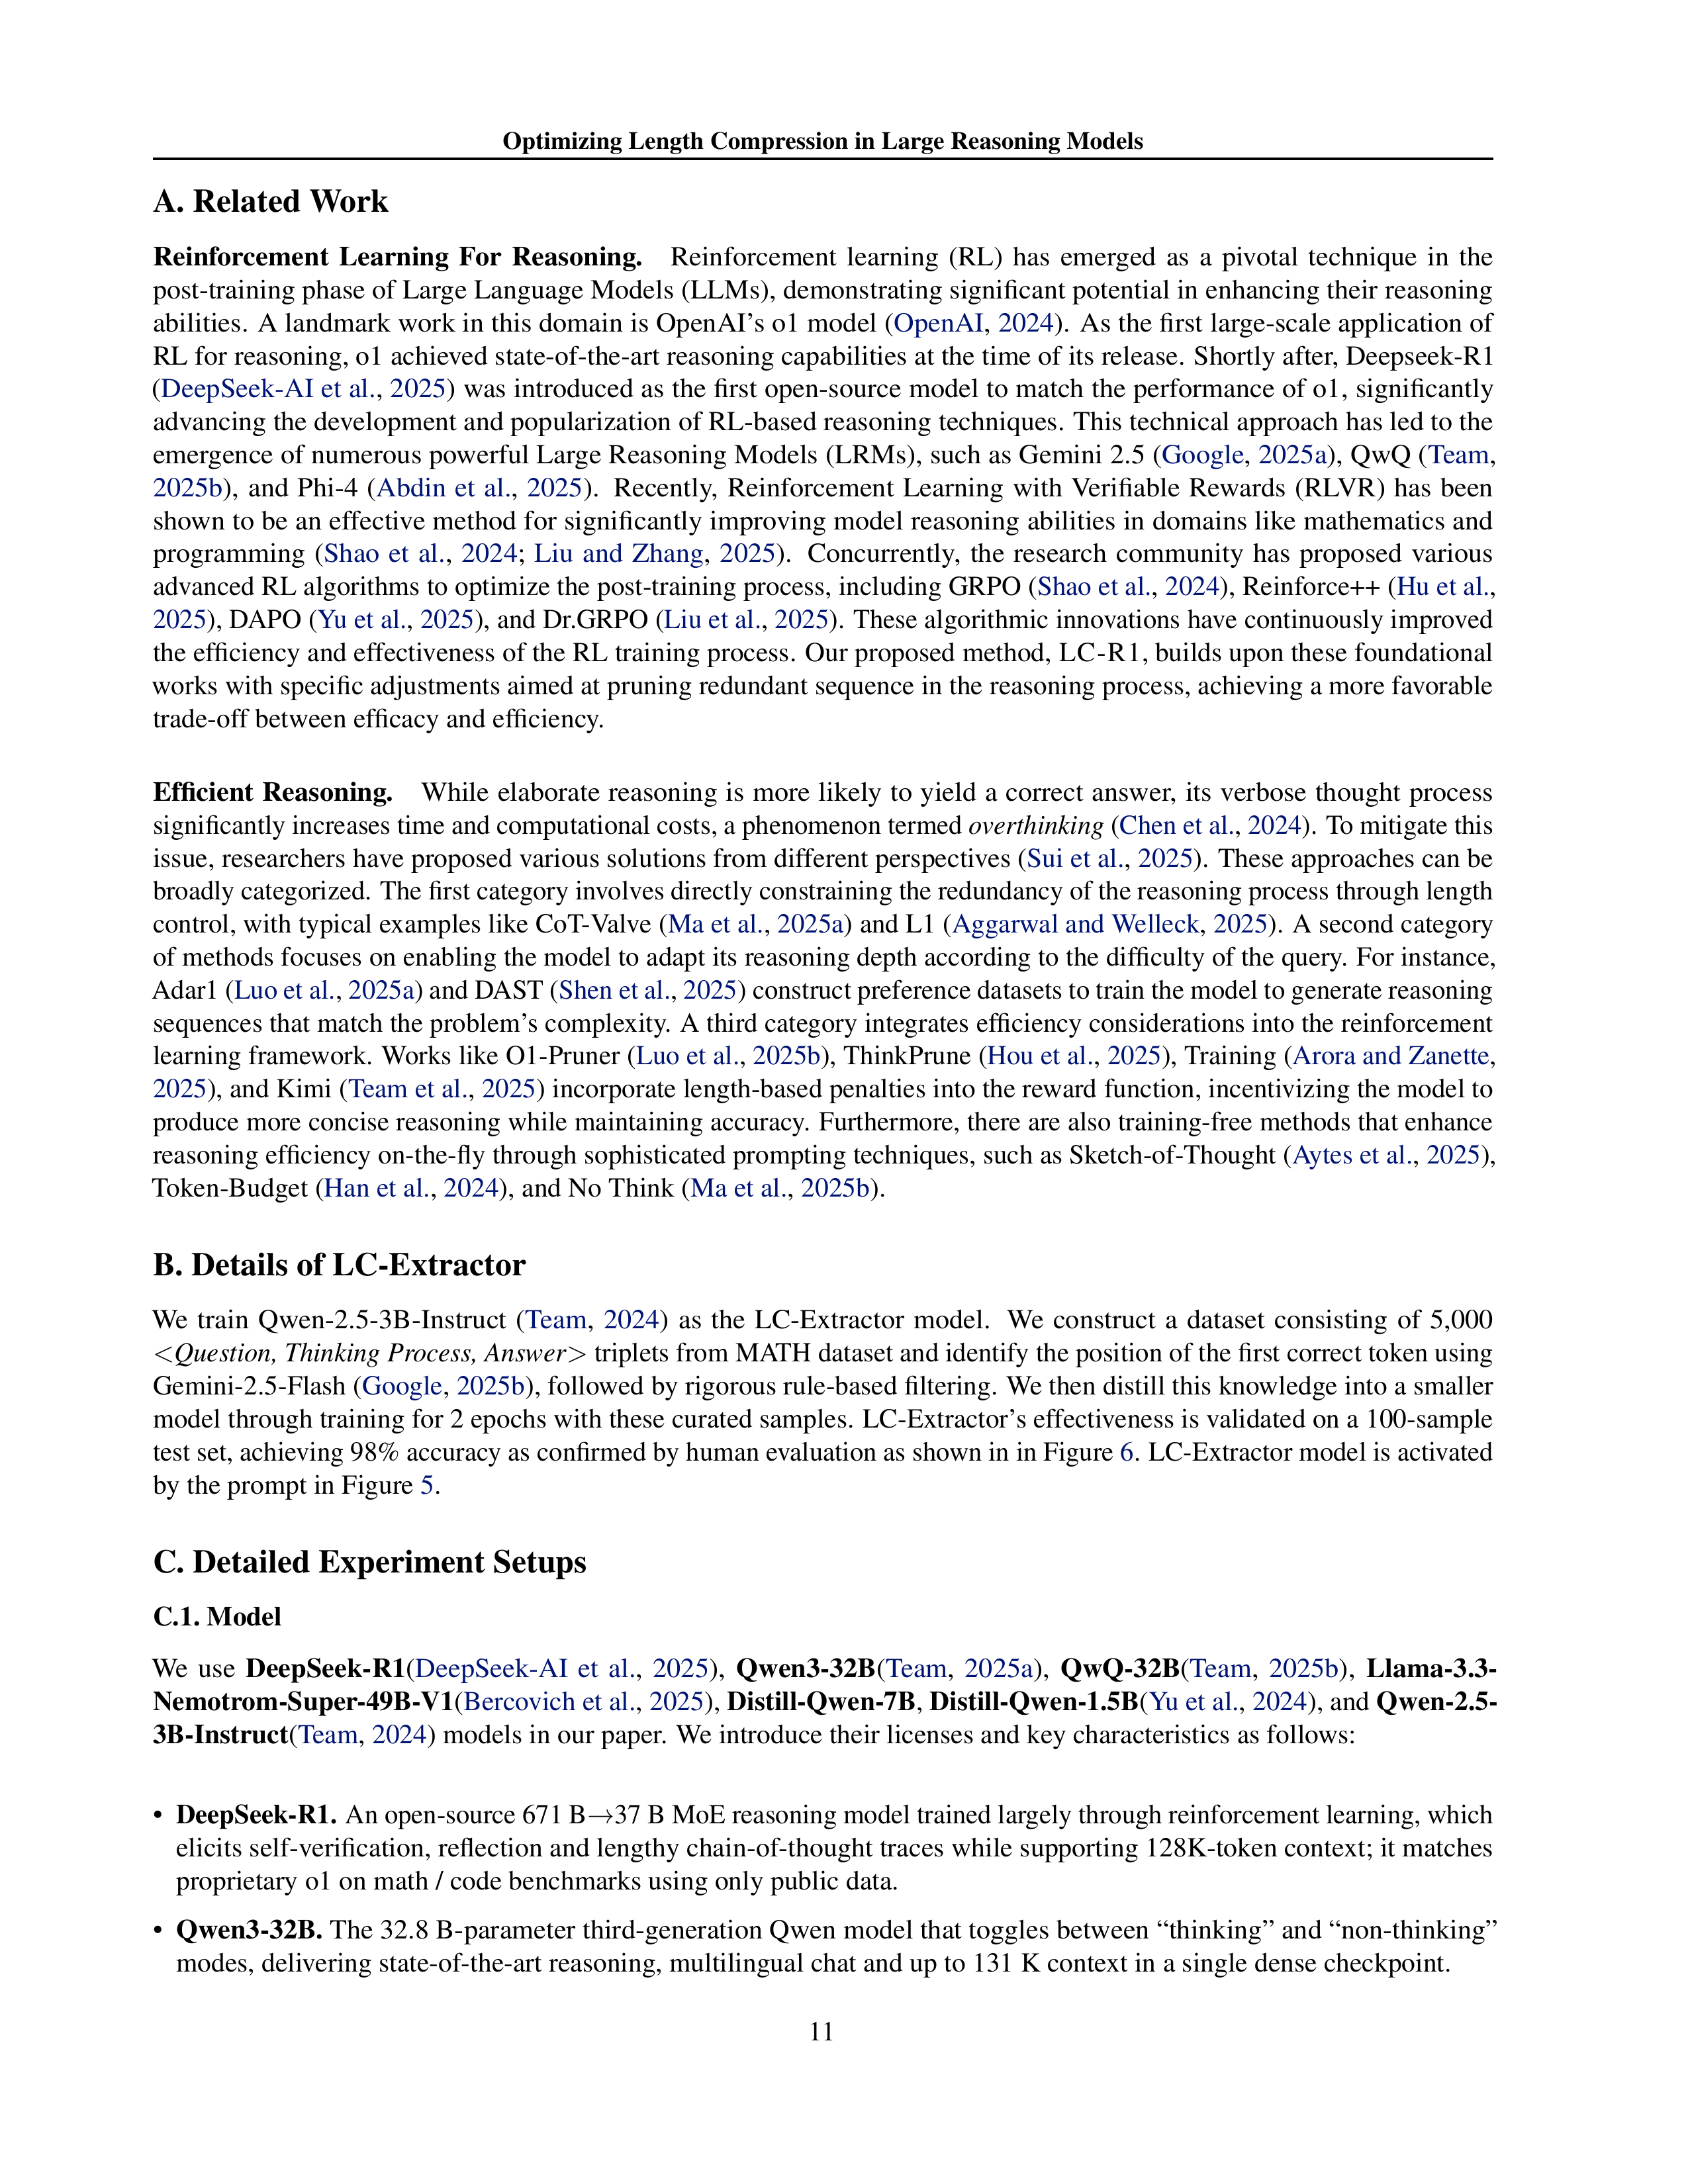 Optimizing Length Compression in Large Reasoning Models
A. Related Work
Reinforcement Learning For Reasoning. Reinforcement learning (RL) has emerged as a pivotal technique in the
post-training phase of Large Language Models (LLMs), demonstrating significant potential in enhancing their reasoning
abilities. A landmark work in this domain is OpenAI's o1 model (OpenAI, 2024). As the first large-scale application of
RL for reasoning, o1 achieved state-of-the-art reasoning capabilities at the time of its release. Shortly after, Deepseek-R1
(DeepSeek-AI et al., 2025) was introduced as the first open-source model to match the performance of o1, significantly
advancing the development and popularization of RL-based reasoning techniques. This technical approach has led to the
emergence of numerous powerful Large Reasoning Models (LRMs), such as Gemini 2.5 (Google, 2025a), QwQ (Team,
2025b), and Phi-4 (Abdin et al., 2025). Recently, Reinforcement Learning with Verifiable Rewards (RLVR) has been
shown to be an effective method for significantly improving model reasoning abilities in domains like mathematics and
programming (Shao et al., 2024; Liu and Zhang, 2025). Concurrently, the research community has proposed various
advanced RL algorithms to optimize the post-training process, including GRPO (Shao et al., 2024), Reinforce++ (Hu et al.,
2025), DAPO (Yu et al., 2025), and Dr.GRPO (Liu et al., 2025). These algorithmic innovations have continuously improved
the efficiency and effectiveness of the RL training process. Our proposed method, LC-R1, builds upon these foundational
works with specific adjustments aimed at pruning redundant sequence in the reasoning process, achieving a more favorable
trade-off between efficacy and efficiency.
Efficient Reasoning. While elaborate reasoning is more likely to yield a correct answer, its verbose thought process
significantly increases time and computational costs, a phenomenon termed overthinking (Chen et al., 2024). To mitigate this
issue, researchers have proposed various solutions from different perspectives (Sui et al., 2025). These approaches can be
broadly categorized. The first category involves directly constraining the redundancy of the reasoning process through length
control, with typical examples like CoT-Valve (Ma et al., 2025a) and L1 (Aggarwal and Welleck, 2025). A second category
of methods focuses on enabling the model to adapt its reasoning depth according to the difficulty of the query. For instance,
Adar1 (Luo et al., 2025a) and DAST (Shen et al., 2025) construct preference datasets to train the model to generate reasoning
sequences that match the problem's complexity. A third category integrates efficiency considerations into the reinforcement
learning framework. Works like O1-Pruner (Luo et al., 2025b), ThinkPrune (Hou et al., 2025), Training (Arora and Zanette,
2025), and Kimi (Team et al., 2025) incorporate length-based penalties into the reward function, incentivizing the model to
produce more concise reasoning while maintaining accuracy. Furthermore, there are also training-free methods that enhance
reasoning efficiency on-the-fly through sophisticated prompting techniques, such as Sketch-of-Thought (Aytes et al., 2025),
Token-Budget (Han et al., 2024), and No Think (Ma et al., 2025b).
B. Details of LC-Extractor
We train Qwen-2.5-3B-Instruct (Team, 2024) as the LC-Extractor model. We construct a dataset consisting of 5,000
<Question, Thinking Process, Answer> triplets from MATH dataset and identify the position of the first correct token using
Gemini-2.5-Flash (Google, 2025b), followed by rigorous rule-based filtering. We then distill this knowledge into a smaller
model through training for 2 epochs with these curated samples. LC-Extractor's effectiveness is validated on a 100-sample
test set, achieving 98% accuracy as confirmed by human evaluation as shown in in Figure 6. LC-Extractor model is activated
by the prompt in Figure 5.
C. Detailed Experiment Setups
C.1. Model
We use DeepSeek-R1(DeepSeek-AI et al., 2025), Qwen3-32B(Team, 2025a), QwQ-32B(Team, 2025b), Llama-3.3-
Nemotrom-Super-49B-V1(Bercovich et al., 2025), Distill-Qwen-7B, Distill-Qwen-1.5B(Yu et al., 2024), and Qwen-2.5-
3B-Instruct(Team, 2024) models in our paper. We introduce their licenses and key characteristics as follows:
• DeepSeek-R1. An open-source 671 B→37 B MoE reasoning model trained largely through reinforcement learning, which
elicits self-verification, reflection and lengthy chain-of-thought traces while supporting 128K-token context; it matches
proprietary o1 on math / code benchmarks using only public data.
• Qwen3-32B. The 32.8 B-parameter third-generation Qwen model that toggles between “thinking” and “non-thinking”
modes, delivering state-of-the-art reasoning, multilingual chat and up to 131 K context in a single dense checkpoint.
11